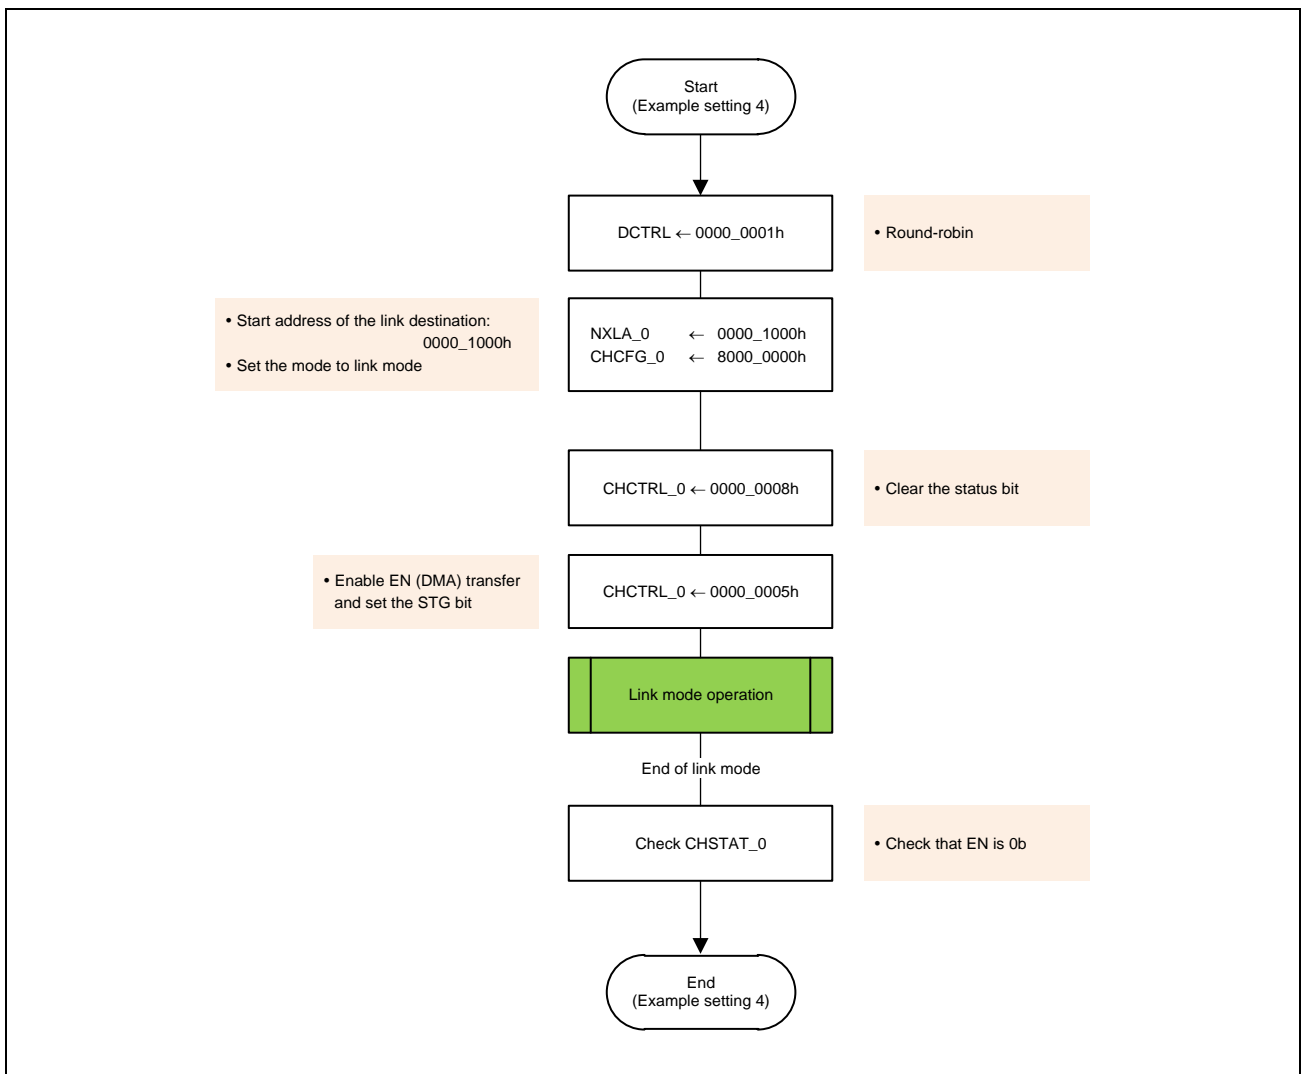 Start
(Example setting 4)
DCTRL ← 0000_0001h
• Round-robin
• Start address of the link destination:
0000_1000h
• Set the mode to link mode
NXLA_0 ← 0000_1000h
CHCFG_0 ← 8000_0000h
CHCTRL_0 ← 0000_0008h
• Clear the status bit
• Enable EN (DMA) transfer
and set the STG bit
CHCTRL_0 ← 0000_0005h
Link mode operation
End of link mode
Check CHSTAT_0
• Check that EN is 0b
End
(Example setting 4)